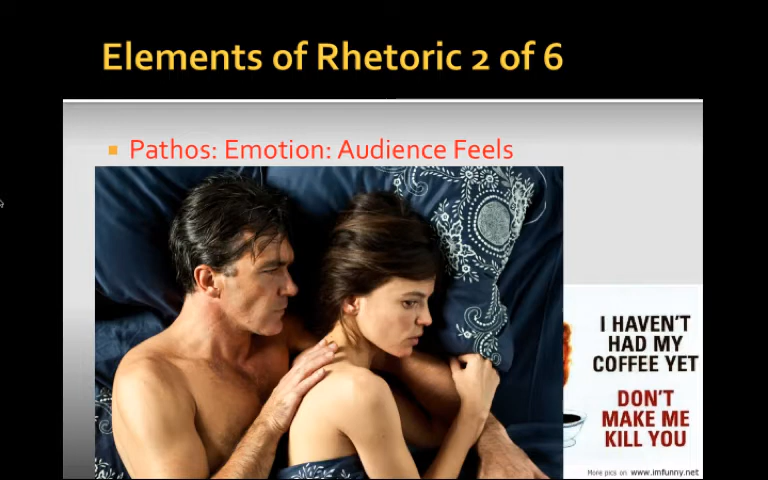 Elements of Rhetoric 2 of 6
Pathos: Emotion: Audience Feels
I HAVEN'T
HAD MY
COFFEE YET
DON'T
MAKE ME
KILL YOU
More pics on www.imfunny.net